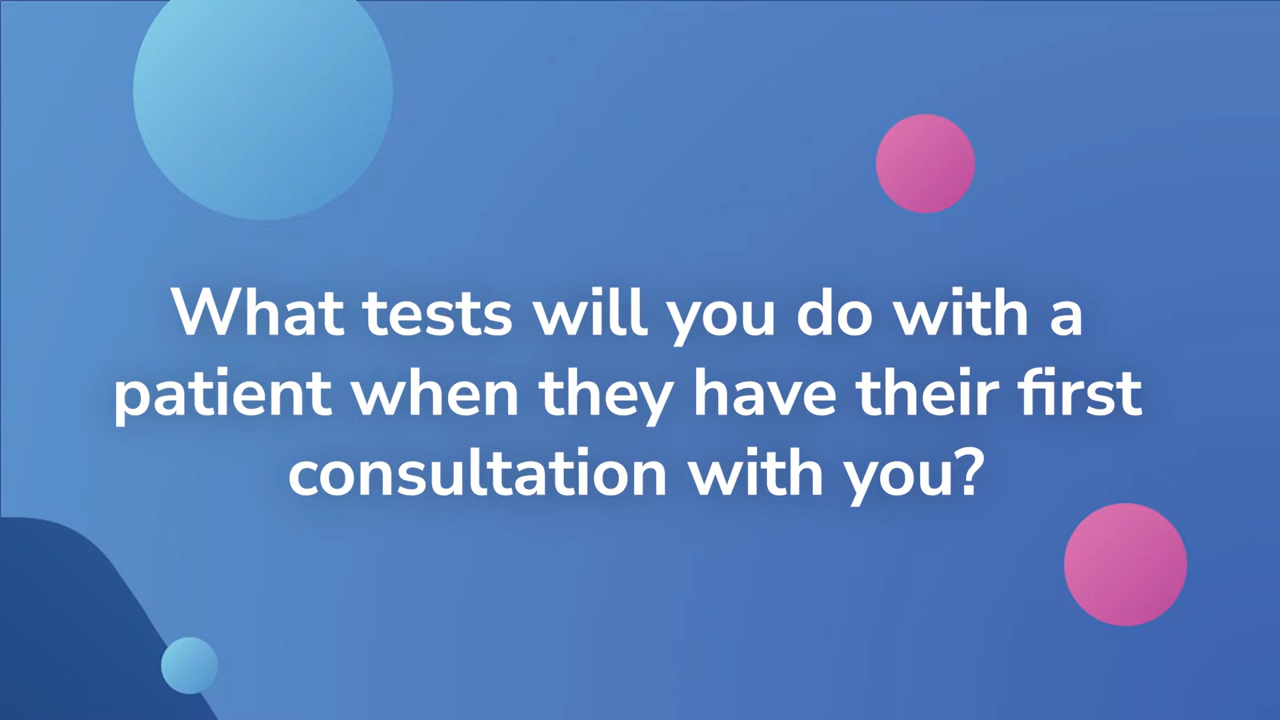 What tests will you do with a
patient when they have their first
consultation with you?